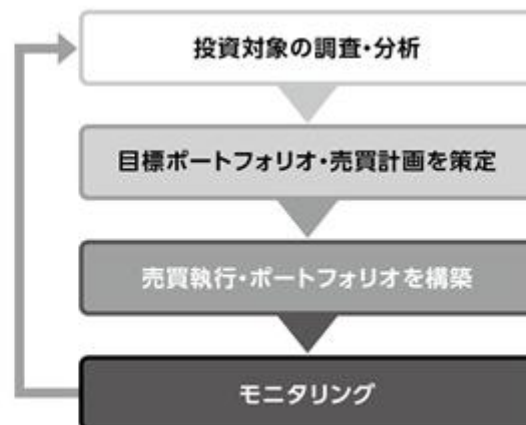 投資対象の調査・分析
目標ポートフォリオ・売買計画を策定
売買執行・ポートフォリオを構築
モニタリング